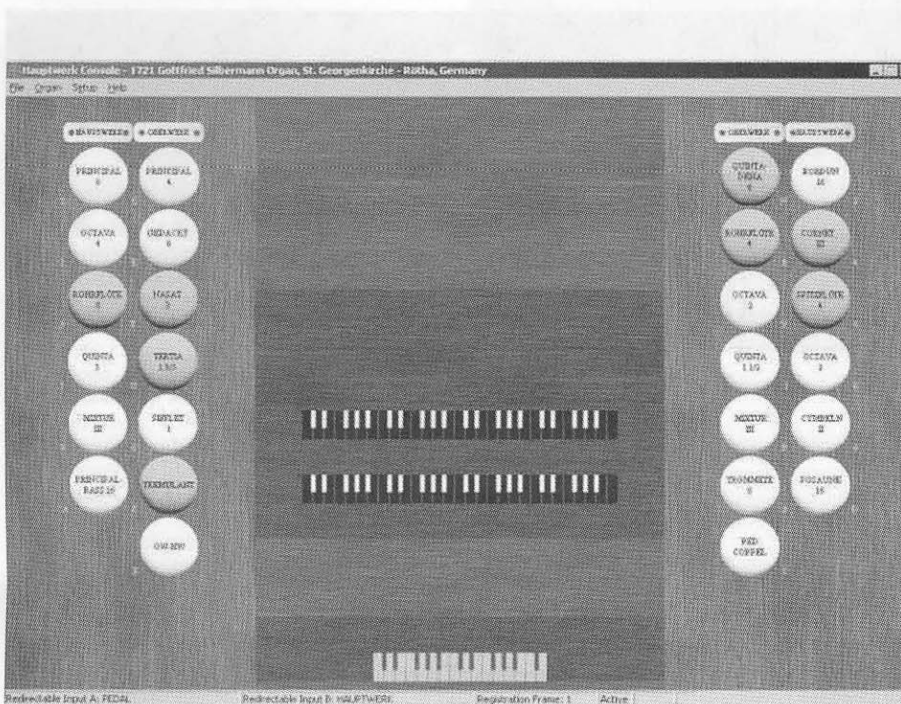 Hauptwerk Console - 1721 Gottfried Silbermann Organ, St. Georgenkirche - Rötha, Germany
File Organ Setup Help
HAUPTWERK OBERWERK
OBERWERK HAUPTWERK
PRINCIPAL
8
PRINCIPAL
4
QUINTA-
DENA
8
BORDUN
16
OCTAVA
4
GEDACKT
8
ROHRFLÖTE
4
CORNET
III
ROHRFLÖTE
8
NASAT
3
OCTAVA
2
SPITZFLÖTE
4
QUINTA
3
TERTIA
1 3/5
QUINTA
1 1/2
OCTAVA
2
MIXTUR
III
SIFFLET
1
MIXTUR
III
CYMBELN
II
PRINCIPAL-
BASS 16
TREMULANT
TROMMETE
8
POSAUNE
16
OW-HW
PED
COPPEL
Redirectable Input A: PEDAL
Redirectable Input B: HAUPTWERK
Registration Frame: 1
Active